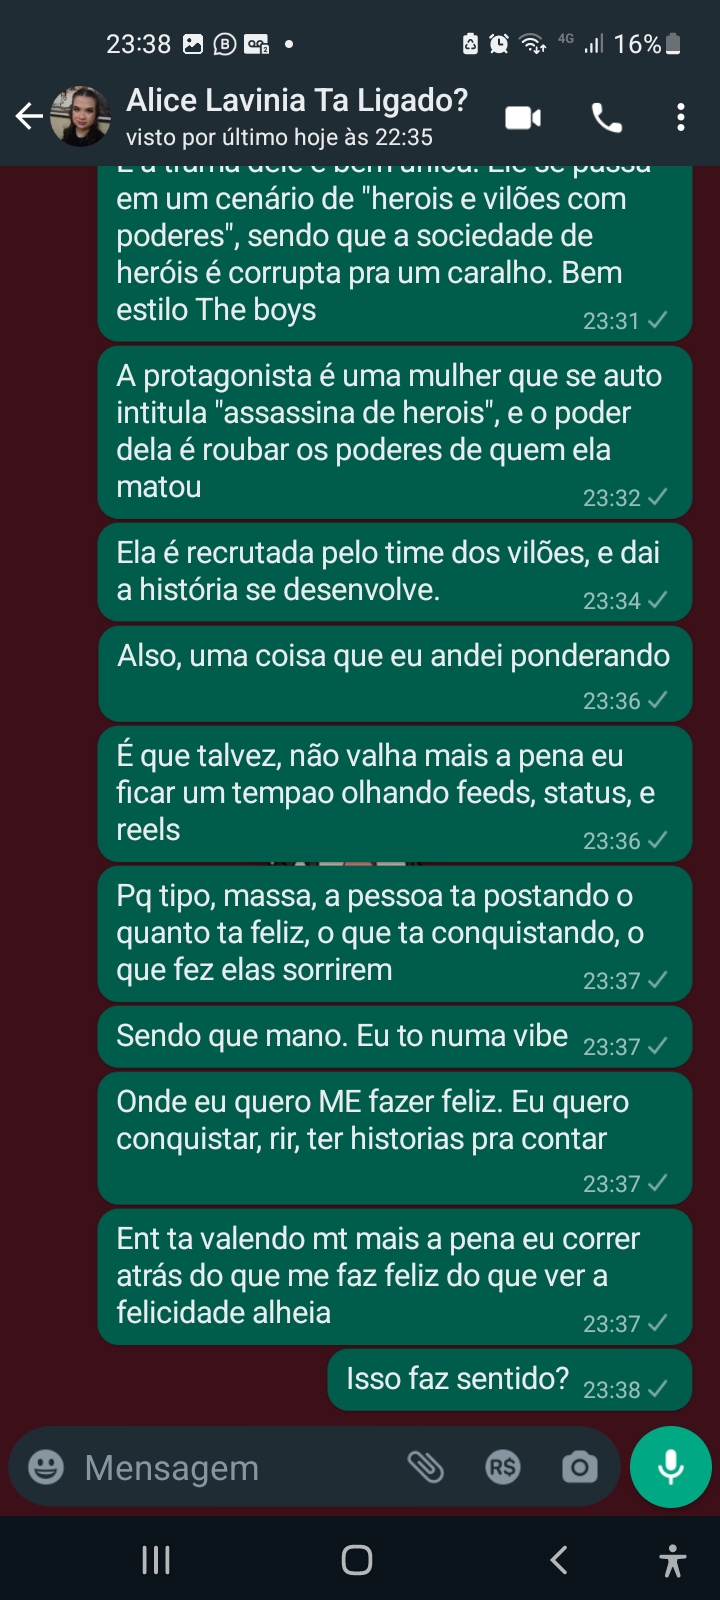 23:38
4G
16%
Alice Lavinia Ta Ligado?
visto por último hoje às 22:35
E a trama dele é bem única. Ele se passa
em um cenário de "herois e vilões com
poderes", sendo que a sociedade de
heróis é corrupta pra um caralho. Bem
estilo The boys
23:31
A protagonista é uma mulher que se auto
intitula "assassina de herois", e o poder
dela é roubar os poderes de quem ela
matou
23:32
Ela é recrutada pelo time dos vilões, e dai
a história se desenvolve.
23:34
Also, uma coisa que eu andei ponderando
23:36
É que talvez, não valha mais a pena eu
ficar um tempao olhando feeds, status, e
reels
23:36
Pq tipo, massa, a pessoa ta postando o
quanto ta feliz, o que ta conquistando, o
que fez elas sorrirem
23:37
Sendo que mano. Eu to numa vibe
23:37
Onde eu quero ME fazer feliz. Eu quero
conquistar, rir, ter historias pra contar
23:37
Ent ta valendo mt mais a pena eu correr
atrás do que me faz feliz do que ver a
felicidade alheia
23:37
Isso faz sentido?
23:38
Mensagem
R$